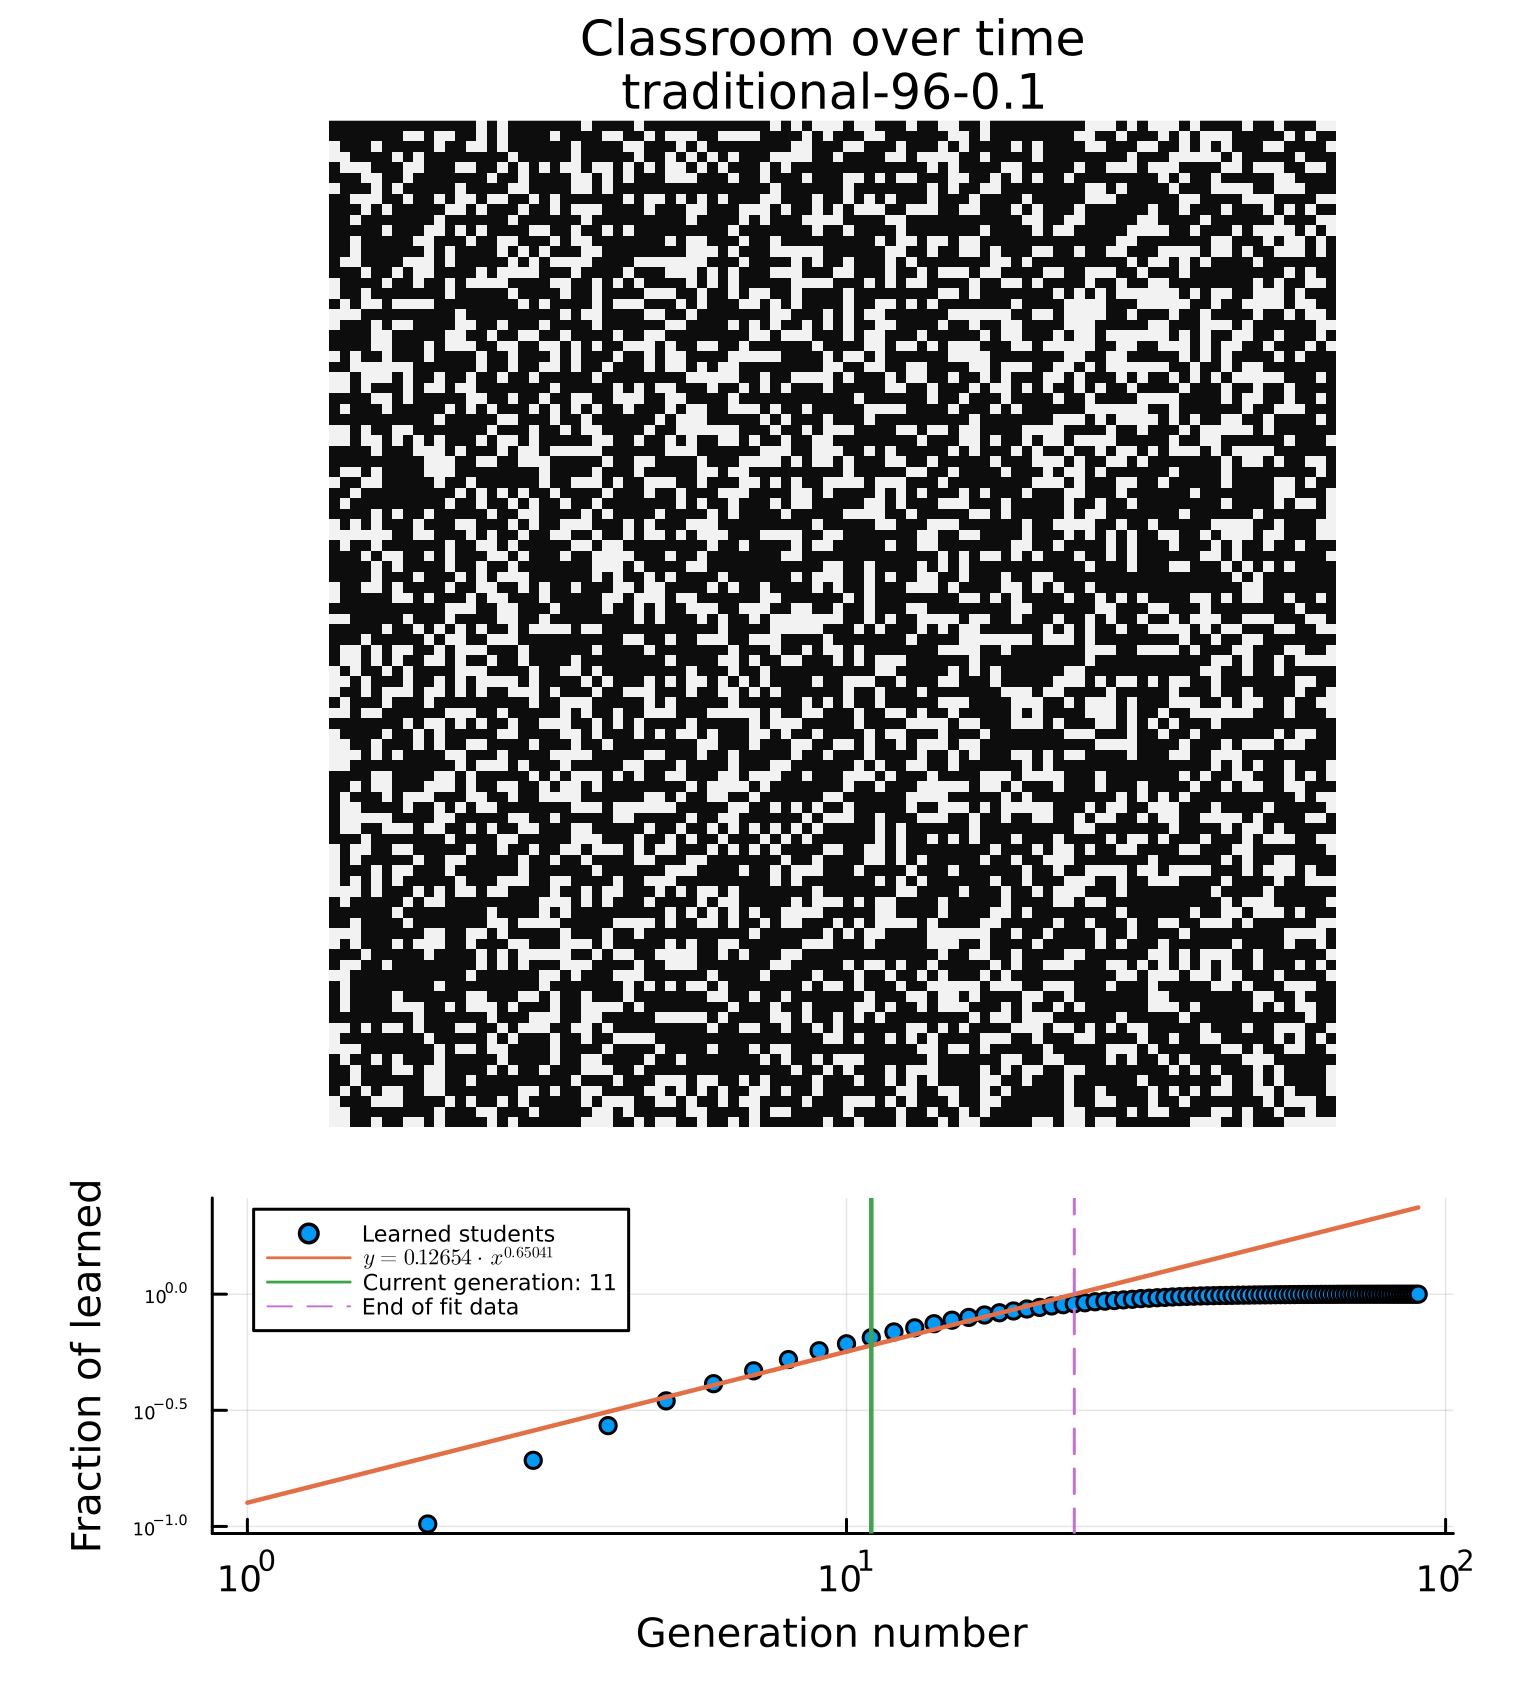 Classroom over time
traditional-96-0.1
Fraction of learned
Learned students
y = 0.12654 · x^0.65041
Current generation: 11
End of fit data
10^0.0
10^−0.5
10^−1.0
10^0 10^1 10^2
Generation number